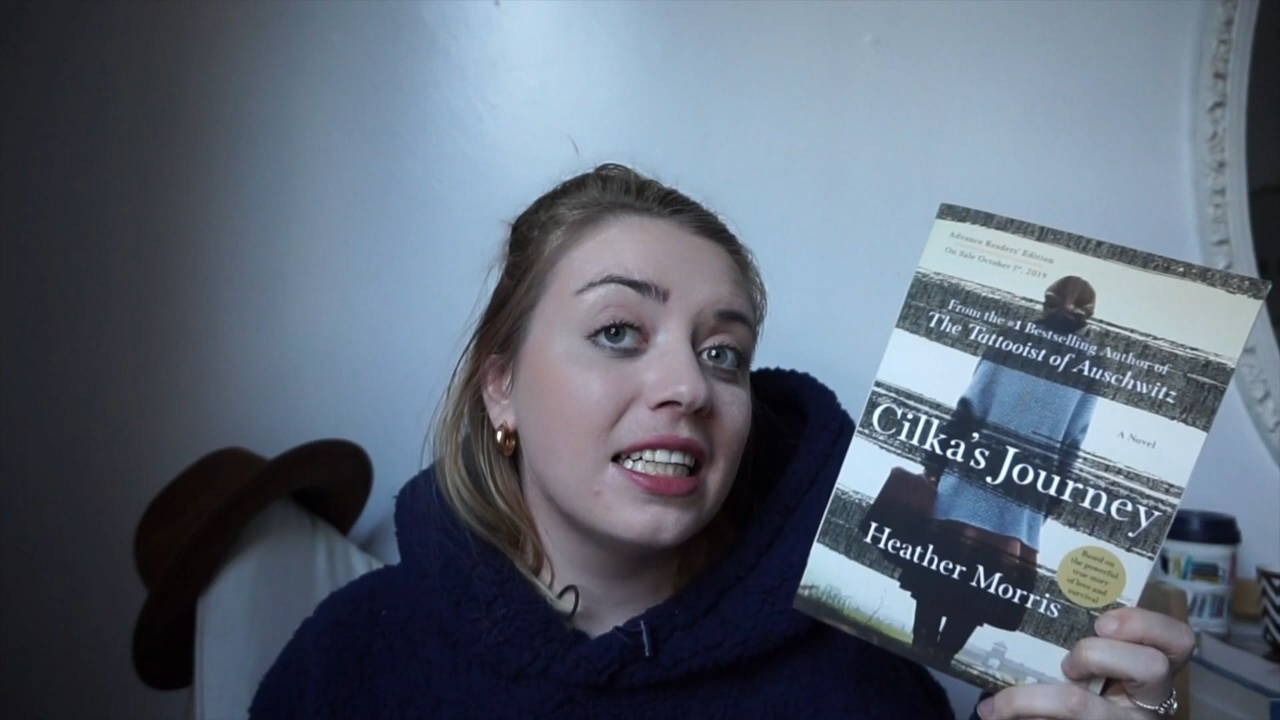 Advance Readers' Edition
On Sale October 1st, 2019
From the #1 Bestselling Author of
The Tattooist of Auschwitz
A Novel
Cilka's Journey
Heather Morris
Based on
the powerful
true story
of love and
survival